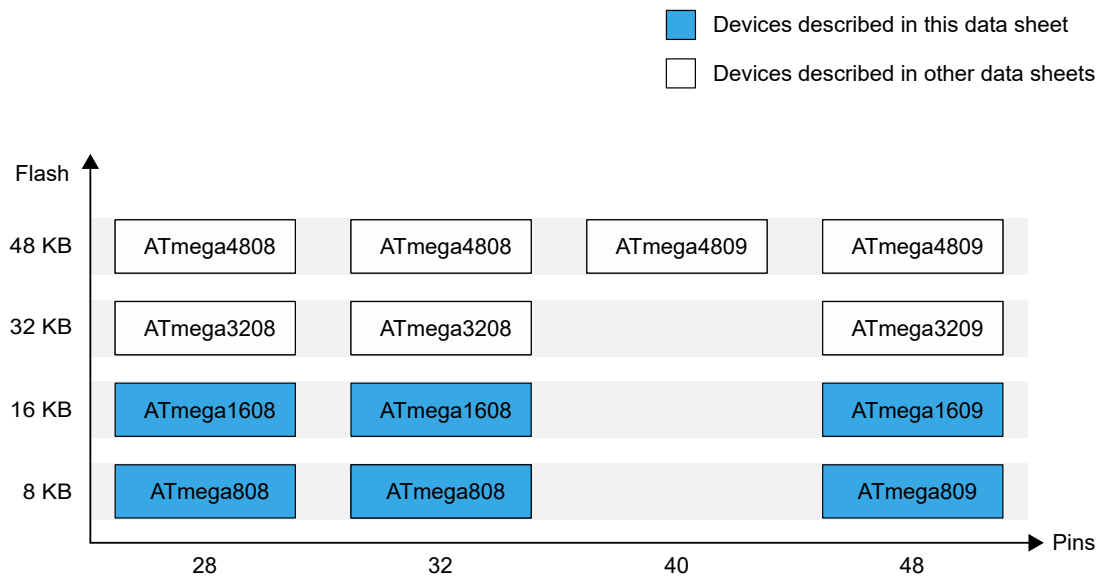 Devices described in this data sheet
Devices described in other data sheets
Flash
48 KB ATmega4808 ATmega4808 ATmega4809 ATmega4809
32 KB ATmega3208 ATmega3208 ATmega3209
16 KB ATmega1608 ATmega1608 ATmega1609
8 KB ATmega808 ATmega808 ATmega809
Pins
28 32 40 48